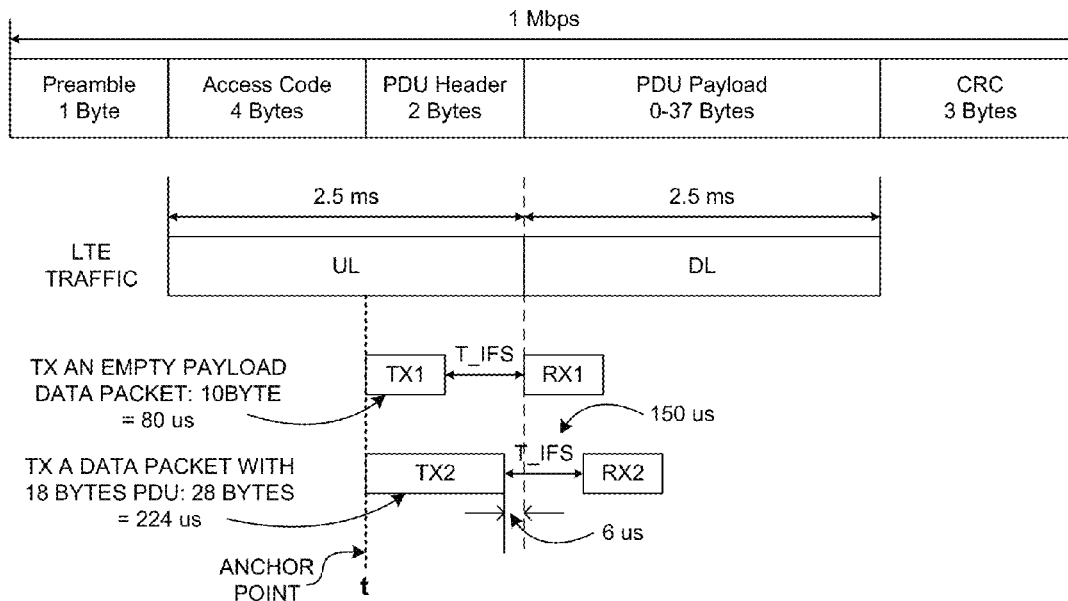 1 Mbps
Preamble
1 Byte
Access Code
4 Bytes
PDU Header
2 Bytes
PDU Payload
0-37 Bytes
CRC
3 Bytes
2.5 ms
2.5 ms
LTE
TRAFFIC
UL
DL
TX AN EMPTY PAYLOAD
DATA PACKET: 10BYTE
= 80 us
TX1
T_IFS
RX1
150 us
TX A DATA PACKET WITH
18 BYTES PDU: 28 BYTES
= 224 us
TX2
T_IFS
RX2
6 us
ANCHOR
POINT
t